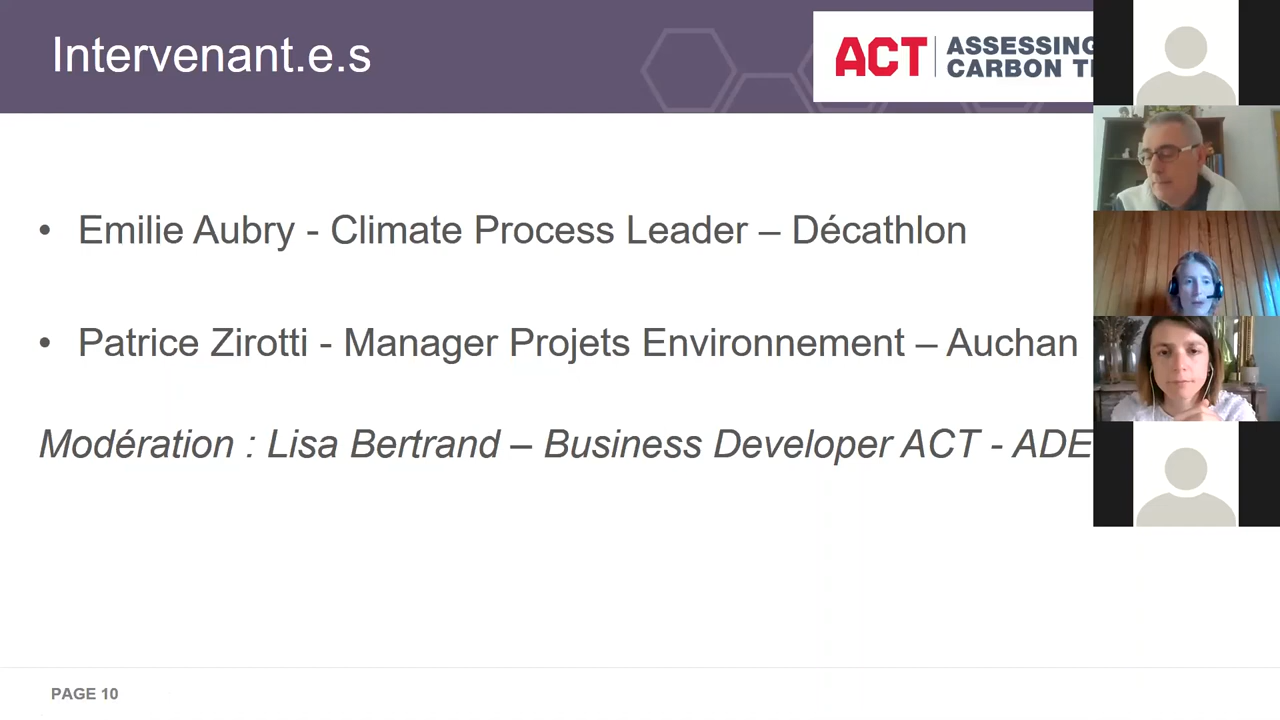 Intervenant.e.s
ACT ASSESSING
CARBON
• Emilie Aubry - Climate Process Leader – Décathlon
• Patrice Zirotti - Manager Projets Environnement – Auchan
Modération : Lisa Bertrand – Business Developer ACT -
PAGE 10